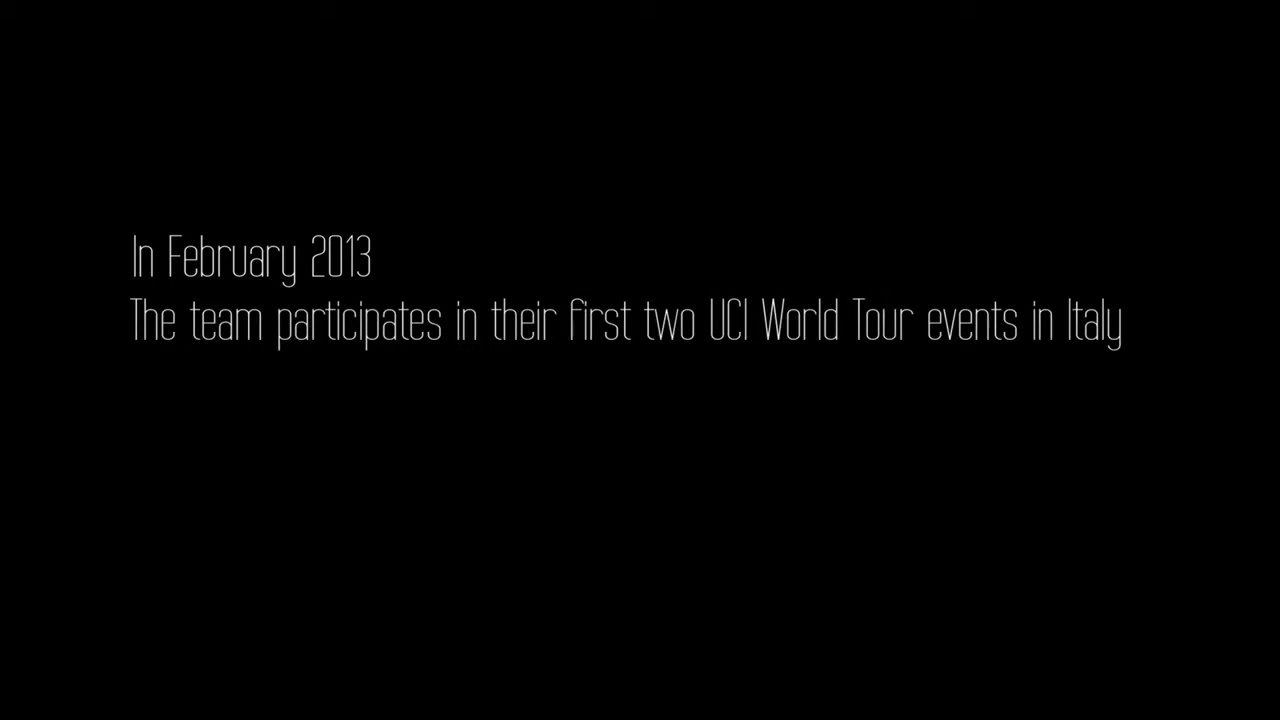 In February 2013
The team participates in their first two UCI World Tour events in Italy